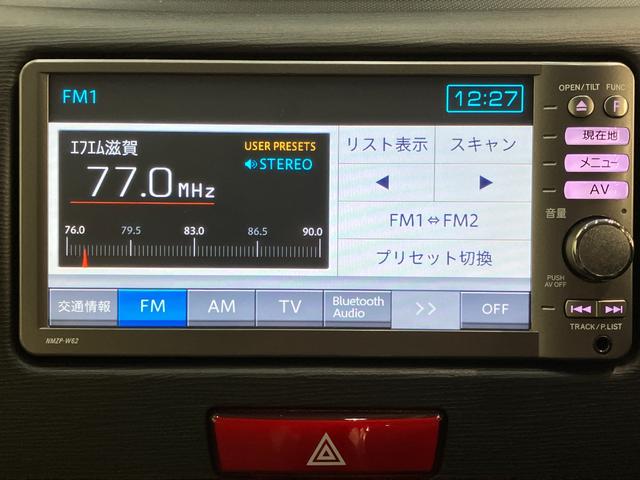 FM1
12:27
OPEN/TILT FUNC
F
ｴﾌｴﾑ滋賀
USER PRESETS
STEREO
77.0 MHz
76.0 79.5 83.0 86.5 90.0
リスト表示 スキャン
FM1⇔FM2
プリセット切換
現在地
メニュー
AV
音量
PUSH
AV OFF
交通情報 FM AM TV Bluetooth Audio >> OFF
TRACK/P.LIST
NMZP-W62